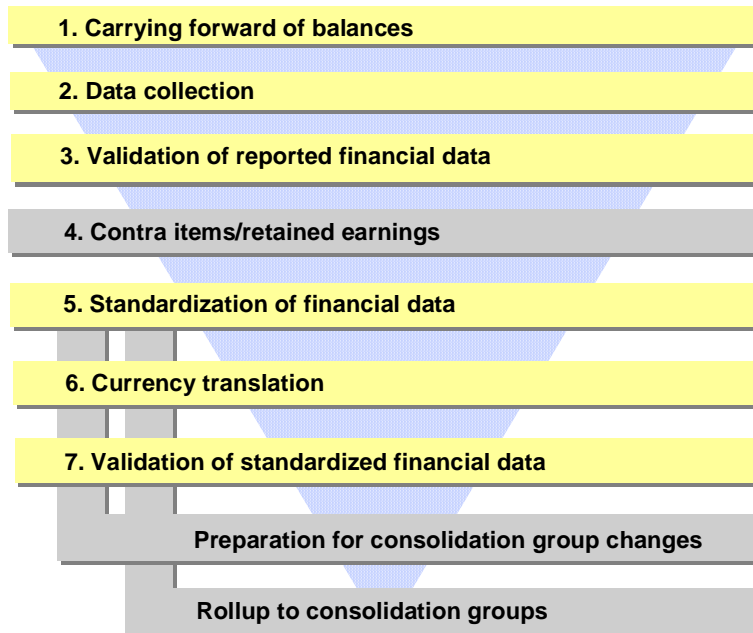 1. Carrying forward of balances
2. Data collection
3. Validation of reported financial data
4. Contra items/retained earnings
5. Standardization of financial data
6. Currency translation
7. Validation of standardized financial data
Preparation for consolidation group changes
Rollup to consolidation groups